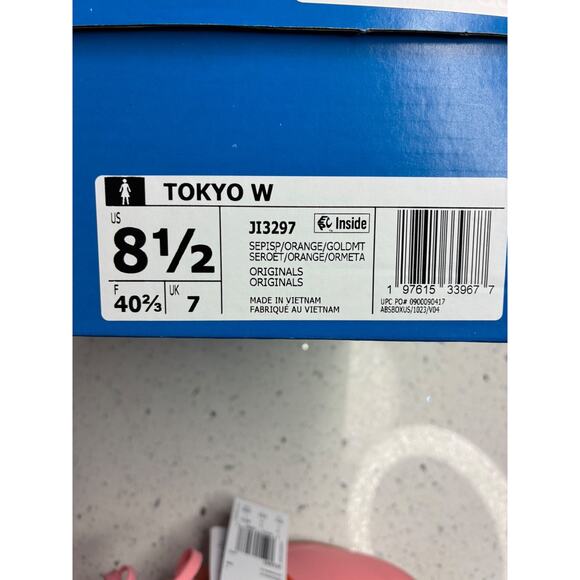 TOKYO W
US
8½
F
40⅔
UK
7
JI3297
Inside
SEPISP/ORANGE/GOLDMT
SEROET/ORANGE/ORMETA
ORIGINALS
ORIGINALS
MADE IN VIETNAM
FABRIQUÉ AU VIETNAM
1 97615 33967 7
UPC PO# 0900090417
ABSBOXUS/1023/V04